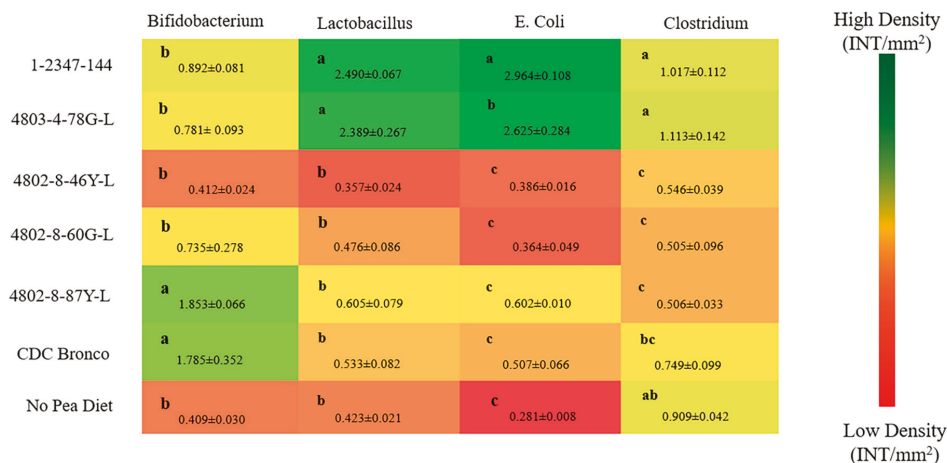 Bifidobacterium Lactobacillus E. Coli Clostridium
High Density
(INT/mm²)
1-2347-144 b 0.892±0.081 a 2.490±0.067 a 2.964±0.108 a 1.017±0.112
4803-4-78G-L b 0.781± 0.093 a 2.389±0.267 b 2.625±0.284 a 1.113±0.142
4802-8-46Y-L b 0.412±0.024 b 0.357±0.024 c 0.386±0.016 c 0.546±0.039
4802-8-60G-L b 0.735±0.278 b 0.476±0.086 c 0.364±0.049 c 0.505±0.096
4802-8-87Y-L a 1.853±0.066 b 0.605±0.079 c 0.602±0.010 c 0.506±0.033
CDC Bronco a 1.785±0.352 b 0.533±0.082 c 0.507±0.066 bc 0.749±0.099
No Pea Diet b 0.409±0.030 b 0.423±0.021 c 0.281±0.008 ab 0.909±0.042
Low Density
(INT/mm²)